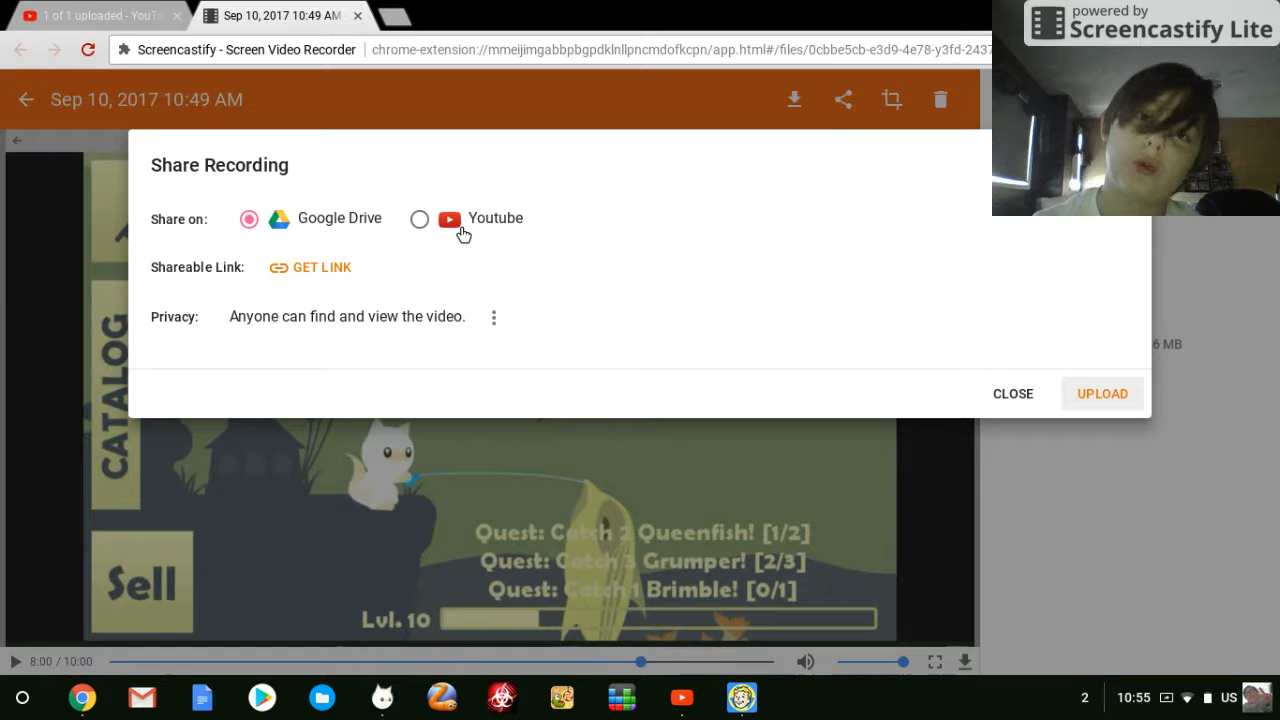 1 of 1 uploaded - YouT
Sep 10, 2017 10:49 AM
powered by
Screencastify Lite
Screencastify - Screen Video Recorder
chrome-extension://mmeijimgabbpbgpdklnllpncmdofkcpn/app.html#/files/0cbbe5cb-e3d9-4e78-y3fd-2437
Sep 10, 2017 10:49 AM
Share Recording
Share on:
Google Drive
Youtube
Shareable Link:
GET LINK
Privacy:
Anyone can find and view the video.
6 MB
CLOSE
UPLOAD
CATALOG
Sell
Quest: Catch 2 Queenfish! [1/2]
Quest: Catch 3 Grumper! [2/3]
Quest: Catch 1 Brimble! [0/1]
Lvl. 10
8:00 / 10:00
2
10:55
US